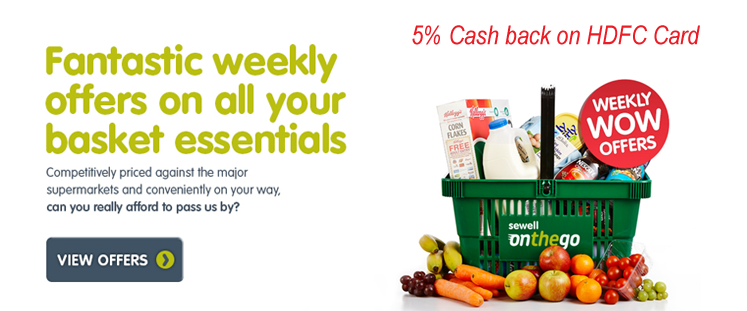 Fantastic weekly
offers on all your
basket essentials
Competitively priced against the major
supermarkets and conveniently on your way,
can you really afford to pass us by?
VIEW OFFERS
5% Cash back on HDFC Card
WEEKLY
WOW
OFFERS
Kellogg's
CORN
FLAKES
FREE
sewell
onthego